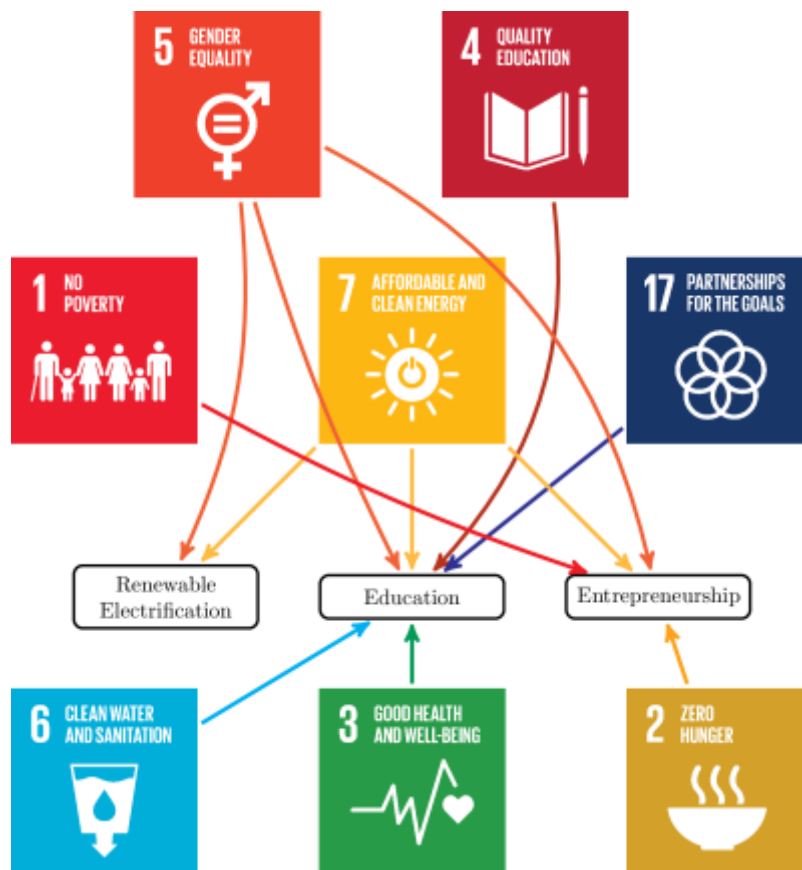 5 GENDER
EQUALITY
4 QUALITY
EDUCATION
1 NO
POVERTY
7 AFFORDABLE AND
CLEAN ENERGY
17 PARTNERSHIPS
FOR THE GOALS
Renewable
Electrification
Education
Entrepreneurship
6 CLEAN WATER
AND SANITATION
3 GOOD HEALTH
AND WELL-BEING
2 ZERO
HUNGER